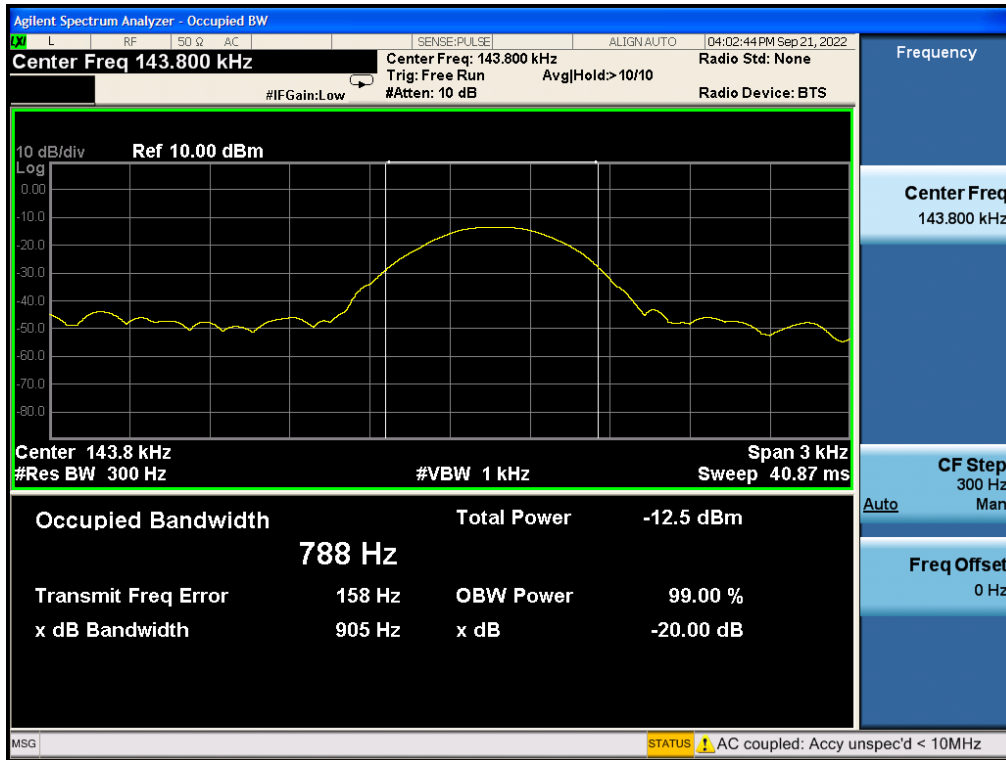 Agilent Spectrum Analyzer - Occupied BW
LXI L RF 50 Ω AC SENSE:PULSE ALIGN AUTO 04:02:44 PM Sep 21, 2022
Center Freq 143.800 kHz
Center Freq: 143.800 kHz Radio Std: None
Trig: Free Run Avg|Hold:> 10/10
#IFGain:Low #Atten: 10 dB Radio Device: BTS
10 dB/div Ref 10.00 dBm
Log
0.00
-10.0
-20.0
-30.0
-40.0
-50.0
-60.0
-70.0
-80.0
Center 143.8 kHz Span 3 kHz
#Res BW 300 Hz #VBW 1 kHz Sweep 40.87 ms
Occupied Bandwidth Total Power -12.5 dBm
788 Hz
Transmit Freq Error 158 Hz OBW Power 99.00 %
x dB Bandwidth 905 Hz x dB -20.00 dB
Frequency
Center Freq
143.800 kHz
CF Step
300 Hz
Auto Man
Freq Offset
0 Hz
MSG STATUS AC coupled: Accy unspec'd < 10MHz